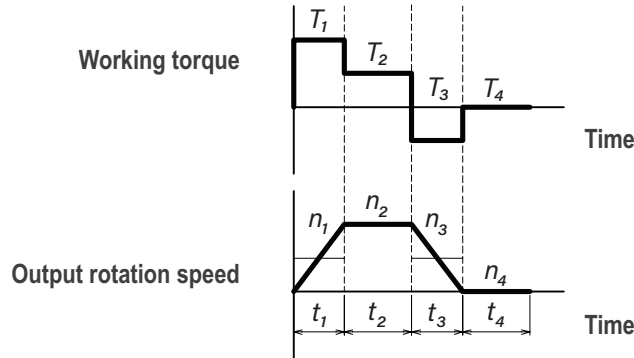 T₁
T₂
T₃ T₄
Working torque
Time
n₁ n₂ n₃
n₄
Output rotation speed
t₁ t₂ t₃ t₄
Time